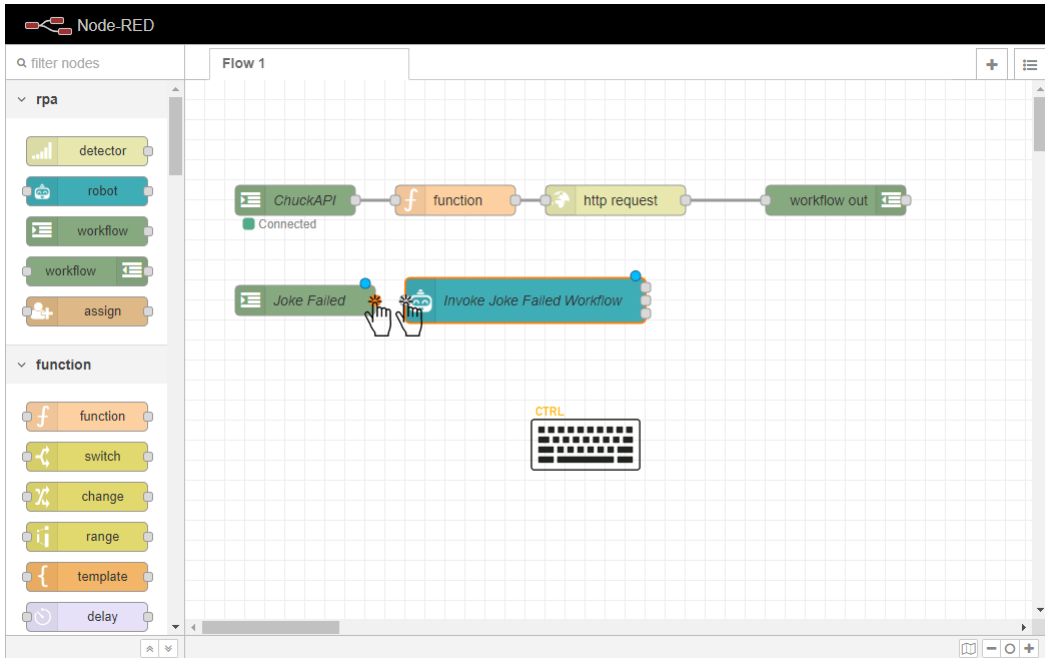 Node-RED
filter nodes
Flow 1
rpa
detector
robot
workflow
workflow
assign
function
function
switch
change
range
template
delay
ChuckAPI
function
http request
workflow out
Connected
Joke Failed
Invoke Joke Failed Workflow
CTRL